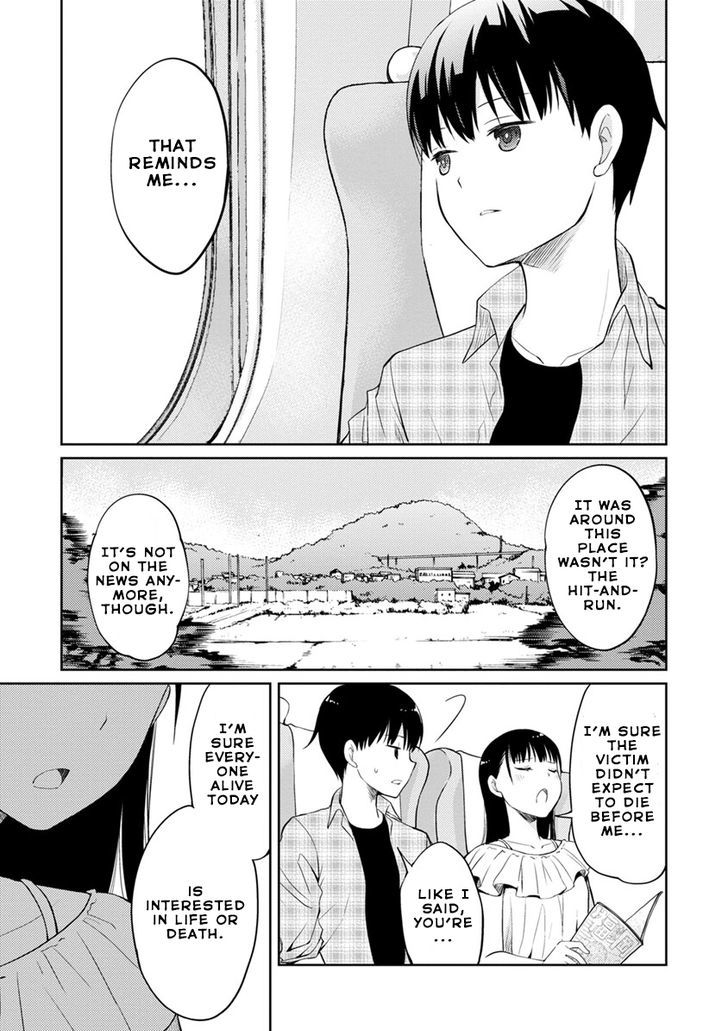 THAT
REMINDS
ME...
IT WAS
AROUND
THIS
PLACE
WASN'T IT?
THE
HIT-AND-
RUN.
IT'S NOT
ON THE
NEWS ANY-
MORE,
THOUGH.
I'M SURE
THE
VICTIM
DIDN'T
EXPECT
TO DIE
BEFORE
ME...
LIKE I
SAID,
YOU'RE
...
I'M
SURE
EVERY-
ONE
ALIVE
TODAY
IS
INTERESTED
IN LIFE OR
DEATH.